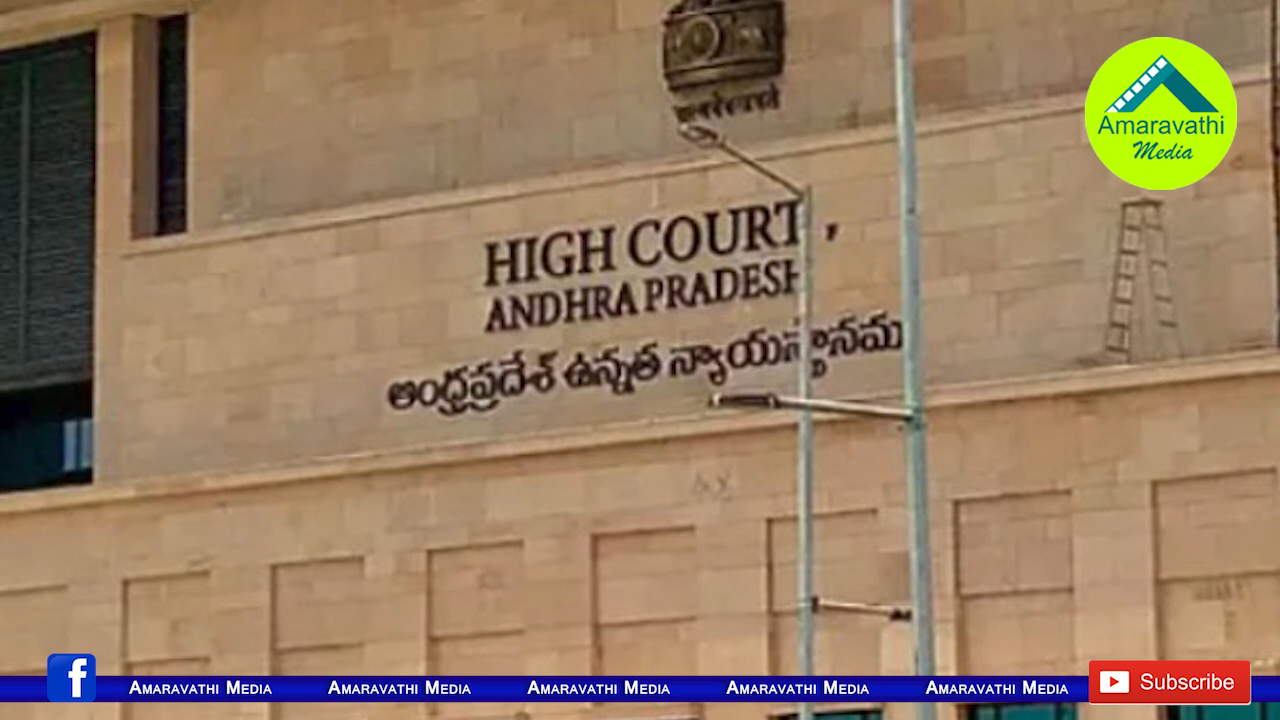 HIGH COURT,
ANDHRA PRADESH
ఆంధ్రప్రదేశ్ ఉన్నత న్యాయస్థానము
Amaravathi
Media
f
Amaravathi Media Amaravathi Media Amaravathi Media Amaravathi Media Amaravathi Media
Subscribe